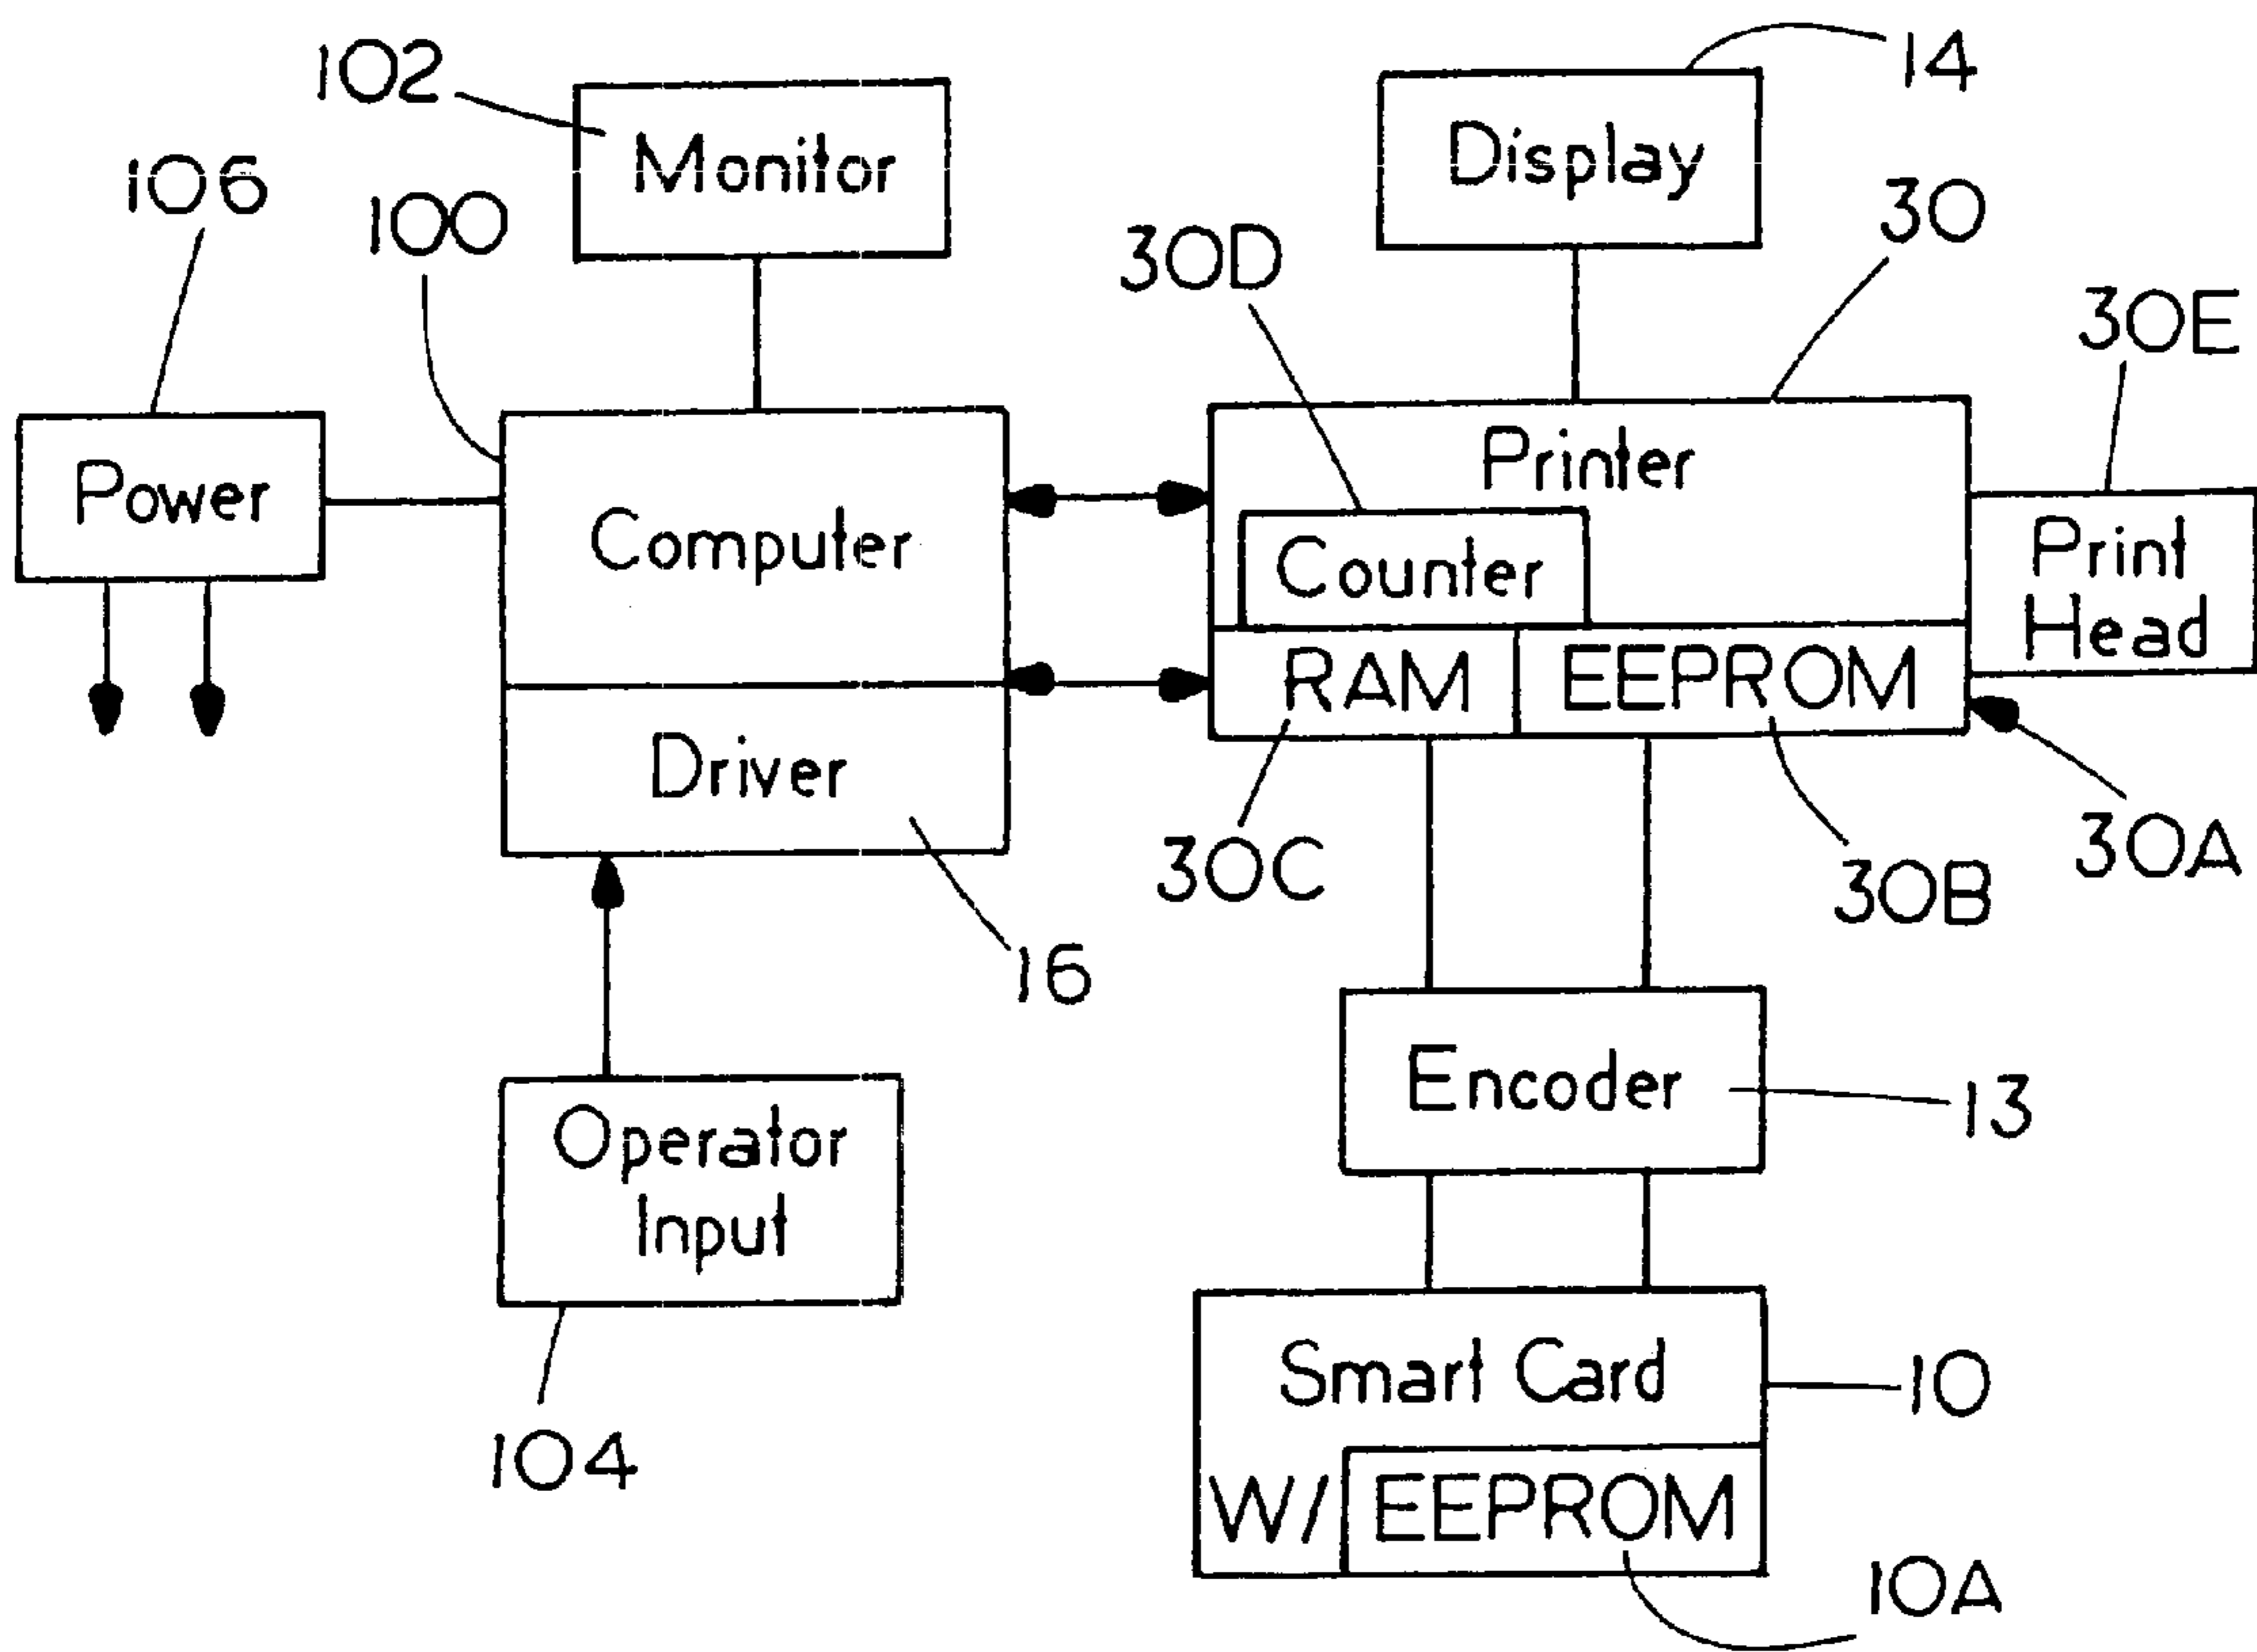 102
Monitor
14
Display
106
100
30D
30
30E
Power
Computer
Printer
Counter
Print
Head
RAM
EEPROM
Driver
30C
30B
30A
16
Operator
Input
Encoder
13
104
Smart Card
10
W/
EEPROM
10A